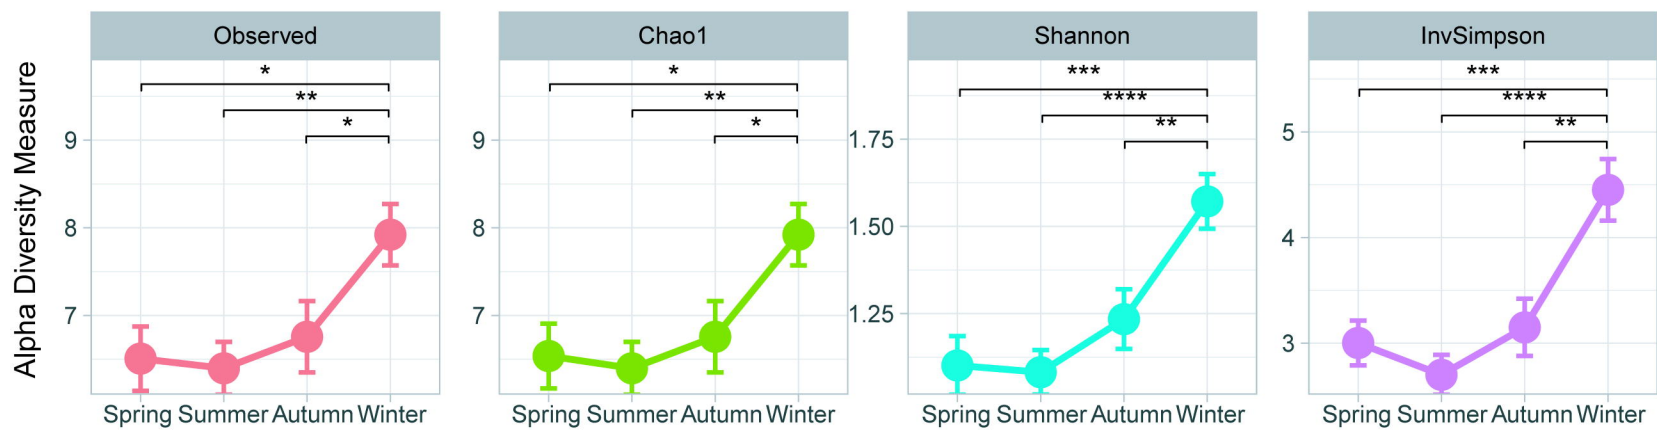 Observed Chao1 Shannon InvSimpson
* * *** ***
** ** **** ****
* * ** **
9 9 1.75 5
8 8 1.50 4
7 7 1.25 3
Alpha Diversity Measure
Spring Summer Autumn Winter Spring Summer Autumn Winter Spring Summer Autumn Winter Spring Summer Autumn Winter